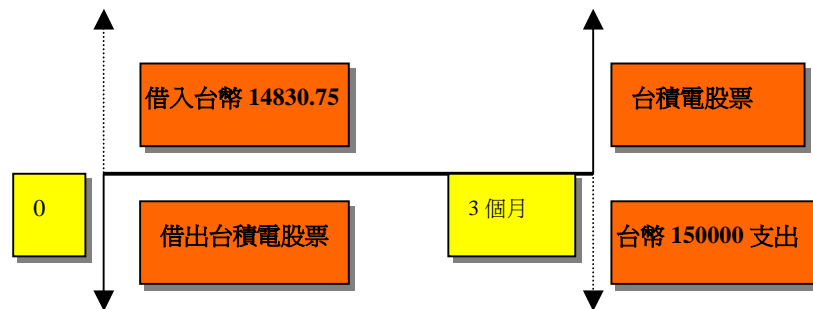 借入台幣 14830.75
台積電股票
0
3 個月
借出台積電股票
台幣 150000 支出